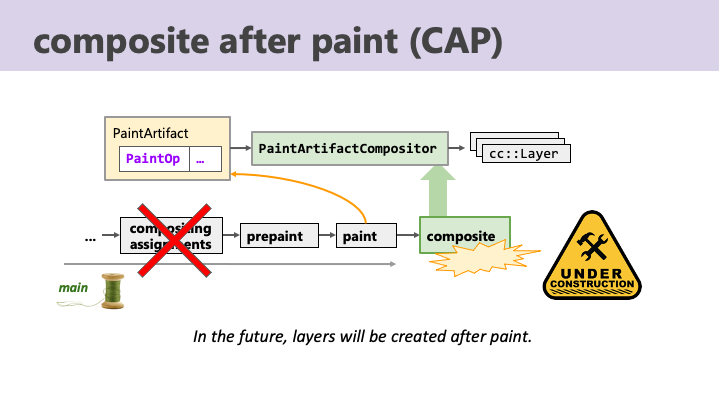 composite after paint (CAP)
PaintArtifact
PaintOp ...
PaintArtifactCompositor
cc::Layer
...
compositing
assignments
prepaint
paint
composite
main
UNDER
CONSTRUCTION
In the future, layers will be created after paint.